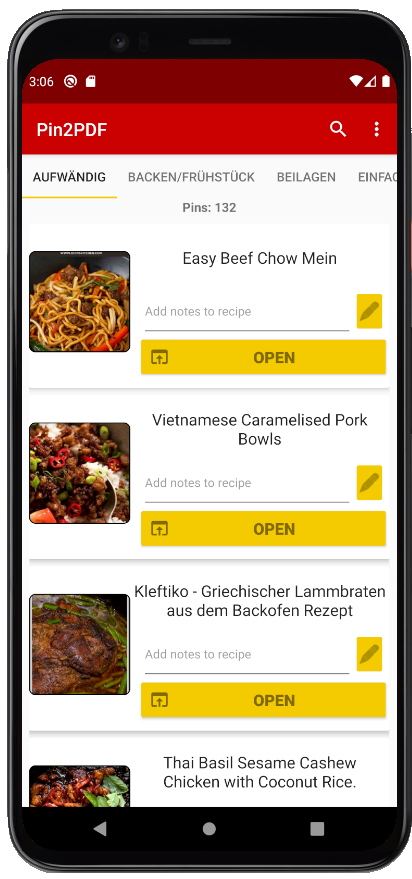 3:06
Pin2PDF
AUFWÄNDIG BACKEN/FRÜHSTÜCK BEILAGEN EINFAC
Pins: 132
Easy Beef Chow Mein
Add notes to recipe
OPEN
Vietnamese Caramelised Pork
Bowls
Add notes to recipe
OPEN
Kleftiko - Griechischer Lammbraten
aus dem Backofen Rezept
Add notes to recipe
OPEN
Thai Basil Sesame Cashew
Chicken with Coconut Rice.